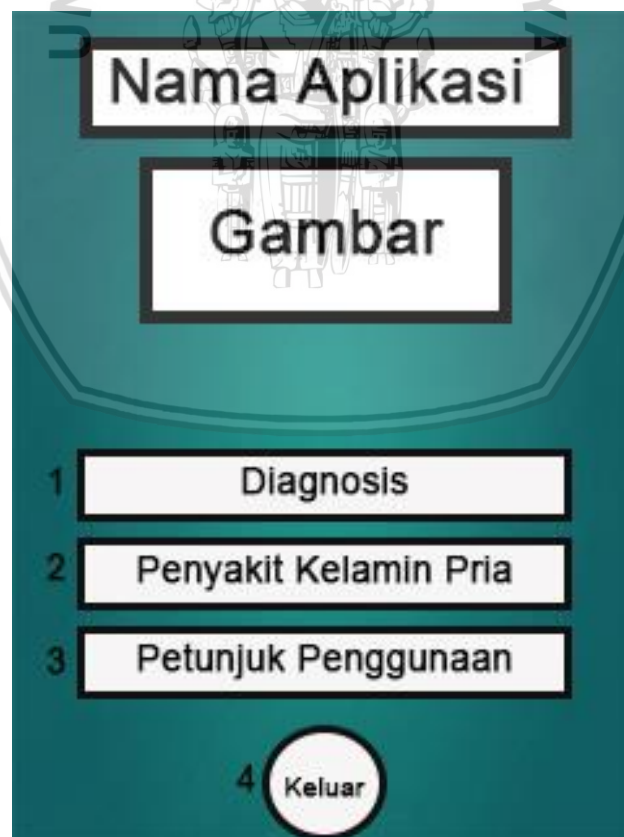 Nama Aplikasi
Gambar
1 Diagnosis
2 Penyakit Kelamin Pria
3 Petunjuk Penggunaan
4 Keluar